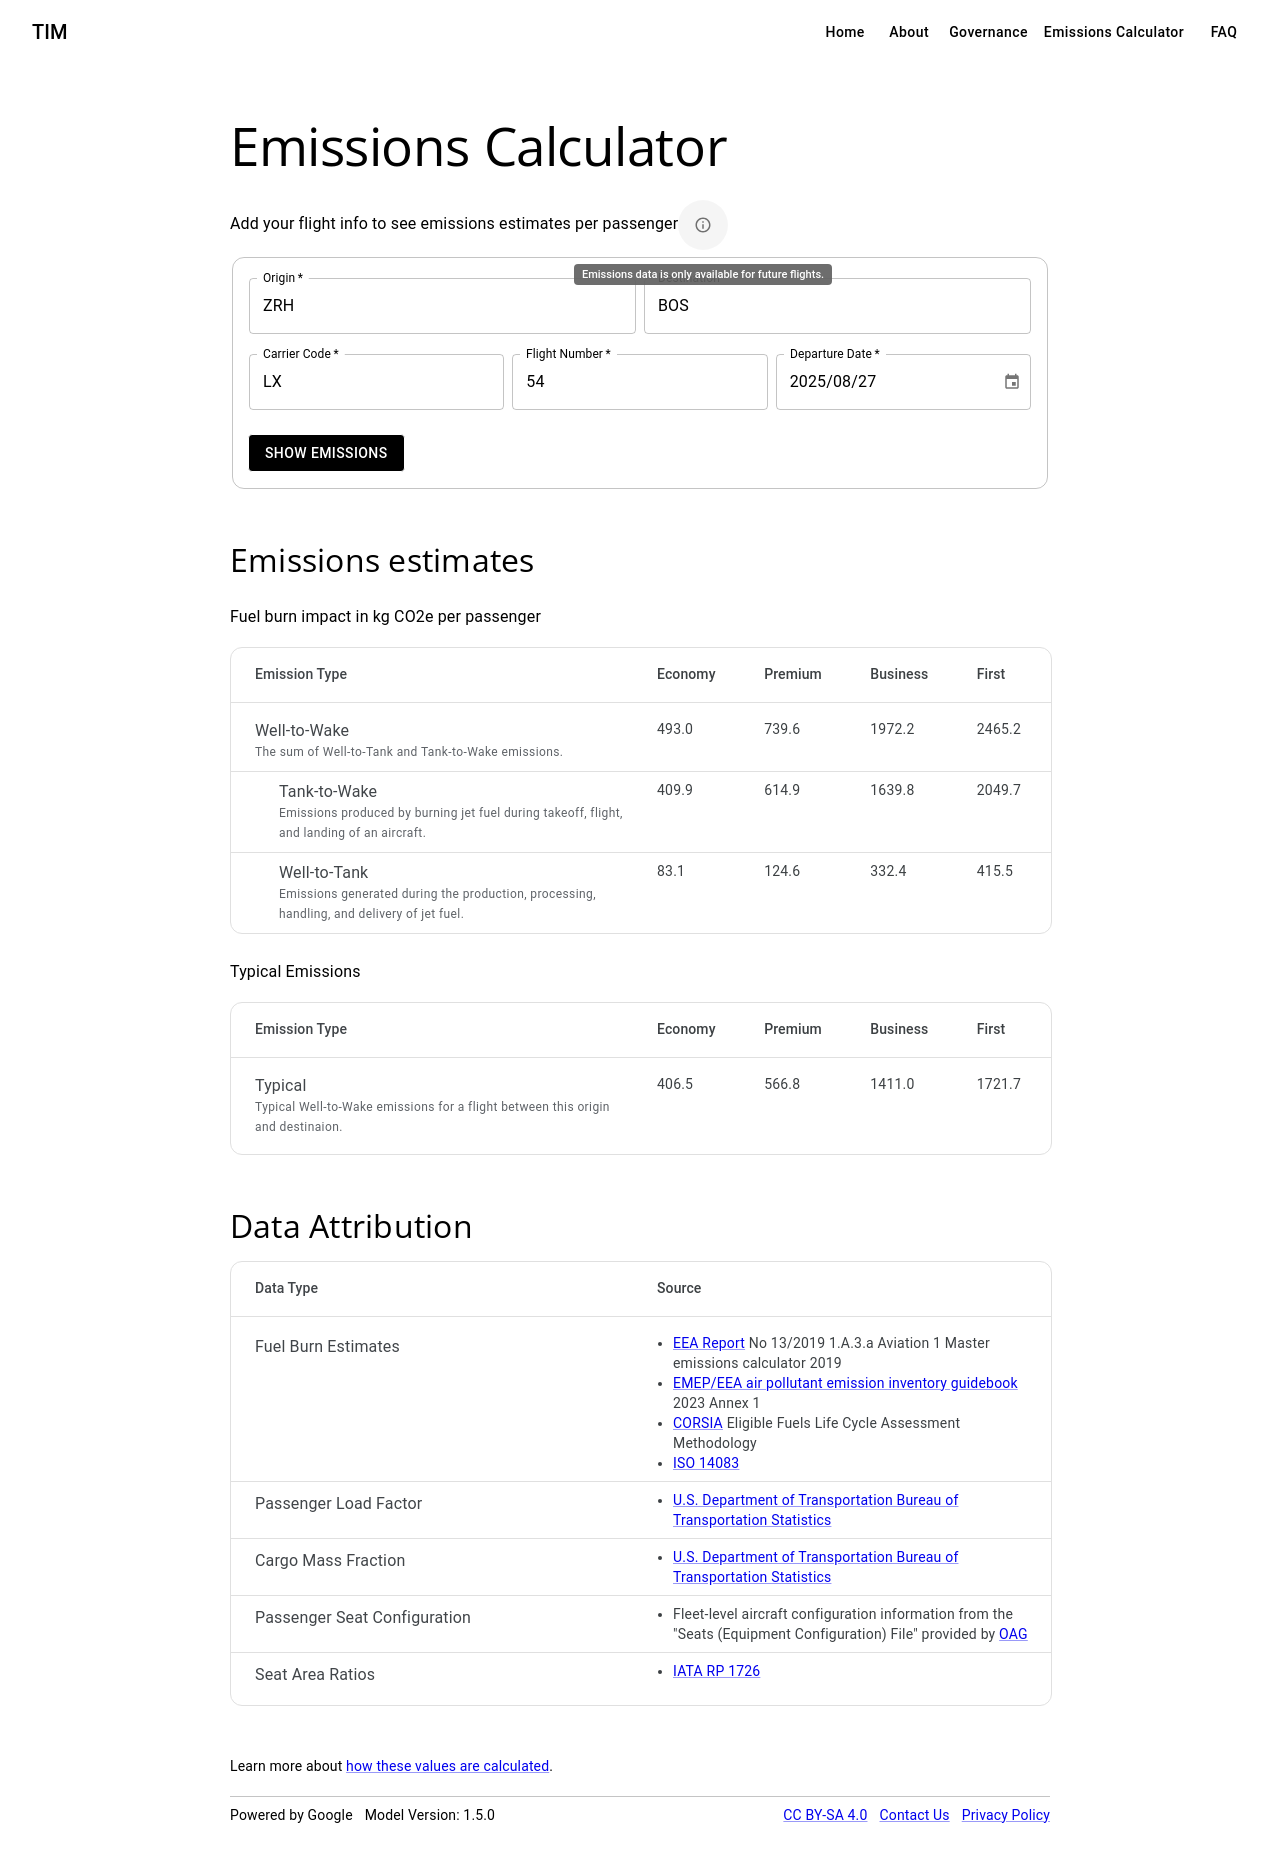 TIM
Home About Governance Emissions Calculator FAQ
Emissions Calculator
Add your flight info to see emissions estimates per passenger
Emissions data is only available for future flights.
Origin *
ZRH
BOS
Carrier Code * Flight Number * Departure Date *
LX 54 2025/08/27
SHOW EMISSIONS
Emissions estimates
Fuel burn impact in kg CO2e per passenger
Emission Type Economy Premium Business First
Well-to-Wake 493.0 739.6 1972.2 2465.2
The sum of Well-to-Tank and Tank-to-Wake emissions.
Tank-to-Wake 409.9 614.9 1639.8 2049.7
Emissions produced by burning jet fuel during takeoff, flight,
and landing of an aircraft.
Well-to-Tank 83.1 124.6 332.4 415.5
Emissions generated during the production, processing,
handling, and delivery of jet fuel.
Typical Emissions
Emission Type Economy Premium Business First
Typical 406.5 566.8 1411.0 1721.7
Typical Well-to-Wake emissions for a flight between this origin
and destinaion.
Data Attribution
Data Type Source
Fuel Burn Estimates
• EEA Report No 13/2019 1.A.3.a Aviation 1 Master
emissions calculator 2019
• EMEP/EEA air pollutant emission inventory guidebook
2023 Annex 1
• CORSIA Eligible Fuels Life Cycle Assessment
Methodology
• ISO 14083
Passenger Load Factor
• U.S. Department of Transportation Bureau of
Transportation Statistics
Cargo Mass Fraction
• U.S. Department of Transportation Bureau of
Transportation Statistics
Passenger Seat Configuration
• Fleet-level aircraft configuration information from the
"Seats (Equipment Configuration) File" provided by OAG
Seat Area Ratios
• IATA RP 1726
Learn more about how these values are calculated.
Powered by Google Model Version: 1.5.0 CC BY-SA 4.0 Contact Us Privacy Policy